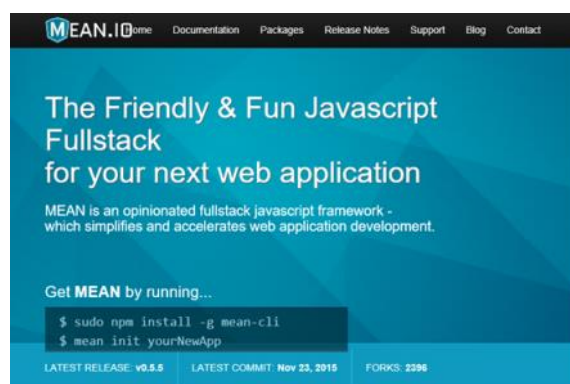 MEAN.IO Home Documentation Packages Release Notes Support Blog Contact
The Friendly & Fun Javascript
Fullstack
for your next web application
MEAN is an opinionated fullstack javascript framework -
which simplifies and accelerates web application development.
Get MEAN by running...
$ sudo npm install -g mean-cli
$ mean init yourNewApp
LATEST RELEASE: v0.5.5 LATEST COMMIT: Nov 23, 2015 FORKS: 2396